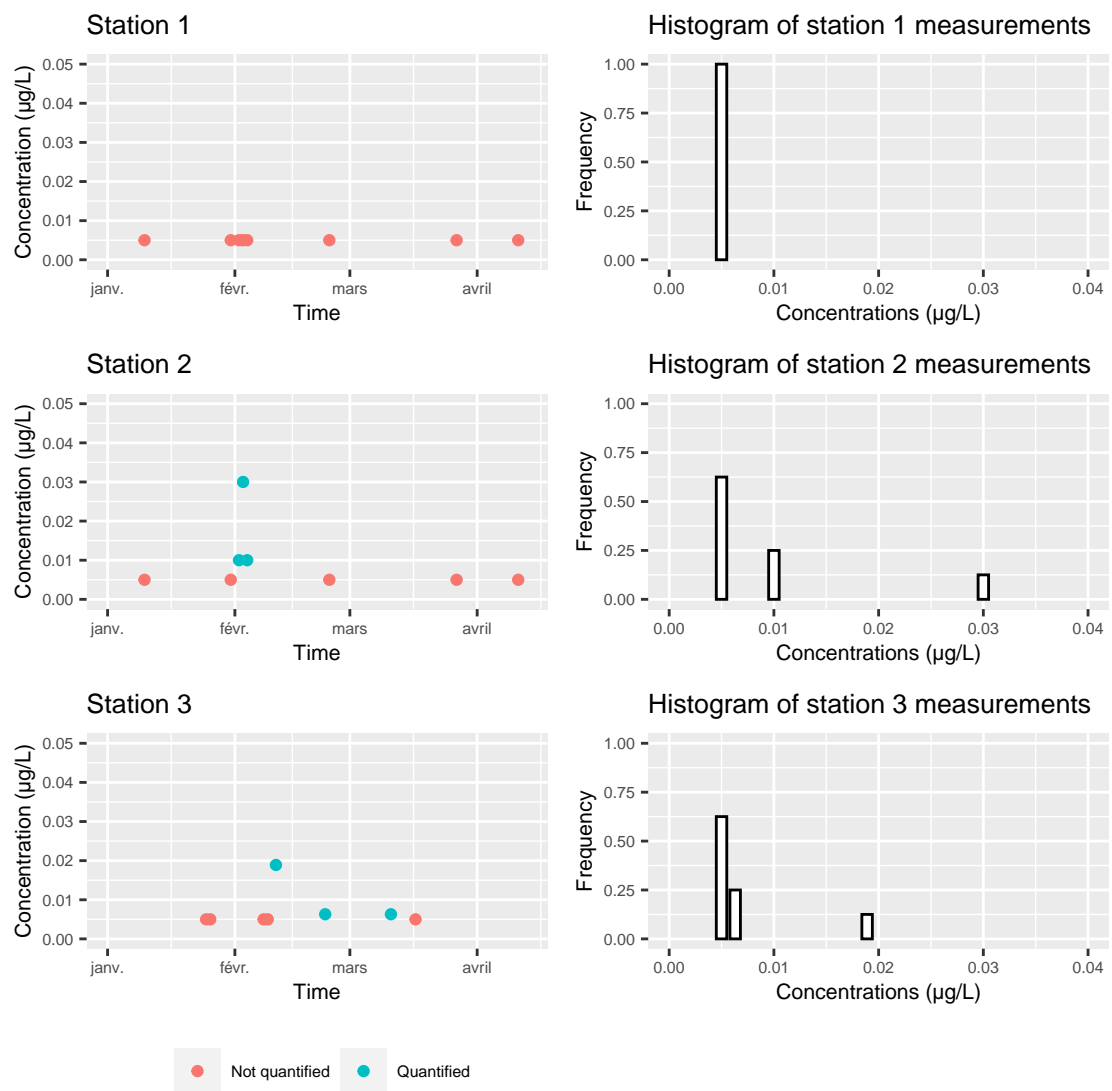 Station 1
Histogram of station 1 measurements
Concentration (µg/L)
0.05
0.04
0.03
0.02
0.01
0.00
janv.
févr.
mars
avril
Time
Frequency
1.00
0.75
0.50
0.25
0.00
0.00
0.01
0.02
0.03
0.04
Concentrations (µg/L)
Station 2
Histogram of station 2 measurements
Concentration (µg/L)
0.05
0.04
0.03
0.02
0.01
0.00
janv.
févr.
mars
avril
Time
Frequency
1.00
0.75
0.50
0.25
0.00
0.00
0.01
0.02
0.03
0.04
Concentrations (µg/L)
Station 3
Histogram of station 3 measurements
Concentration (µg/L)
0.05
0.04
0.03
0.02
0.01
0.00
janv.
févr.
mars
avril
Time
Frequency
1.00
0.75
0.50
0.25
0.00
0.00
0.01
0.02
0.03
0.04
Concentrations (µg/L)
Not quantified
Quantified